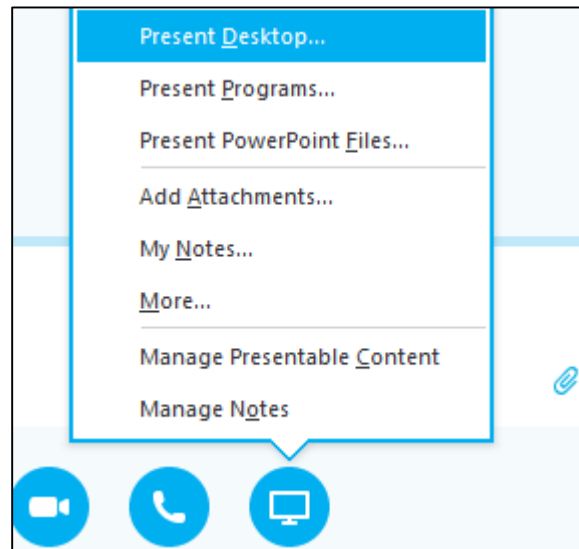 Present Desktop...
Present Programs...
Present PowerPoint Files...
Add Attachments...
My Notes...
More...
Manage Presentable Content
Manage Notes